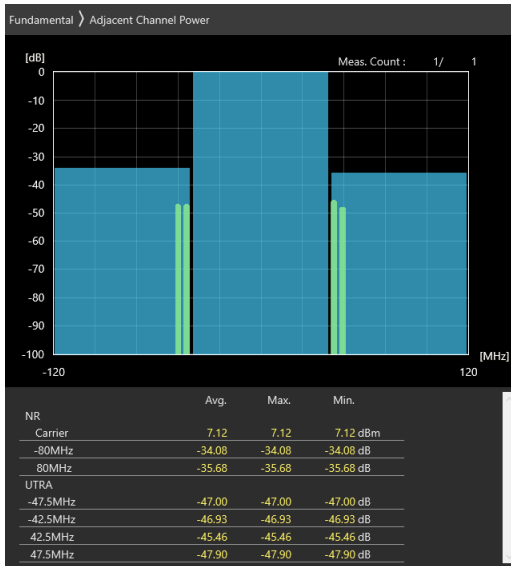 Fundamental 〉 Adjacent Channel Power
[dB]
Meas. Count : 1/ 1
0
-10
-20
-30
-40
-50
-60
-70
-80
-90
-100
[MHz]
-120 120
Avg. Max. Min.
NR
Carrier 7.12 7.12 7.12 dBm
-80MHz -34.08 -34.08 -34.08 dB
80MHz -35.68 -35.68 -35.68 dB
UTRA
-47.5MHz -47.00 -47.00 -47.00 dB
-42.5MHz -46.93 -46.93 -46.93 dB
42.5MHz -45.46 -45.46 -45.46 dB
47.5MHz -47.90 -47.90 -47.90 dB